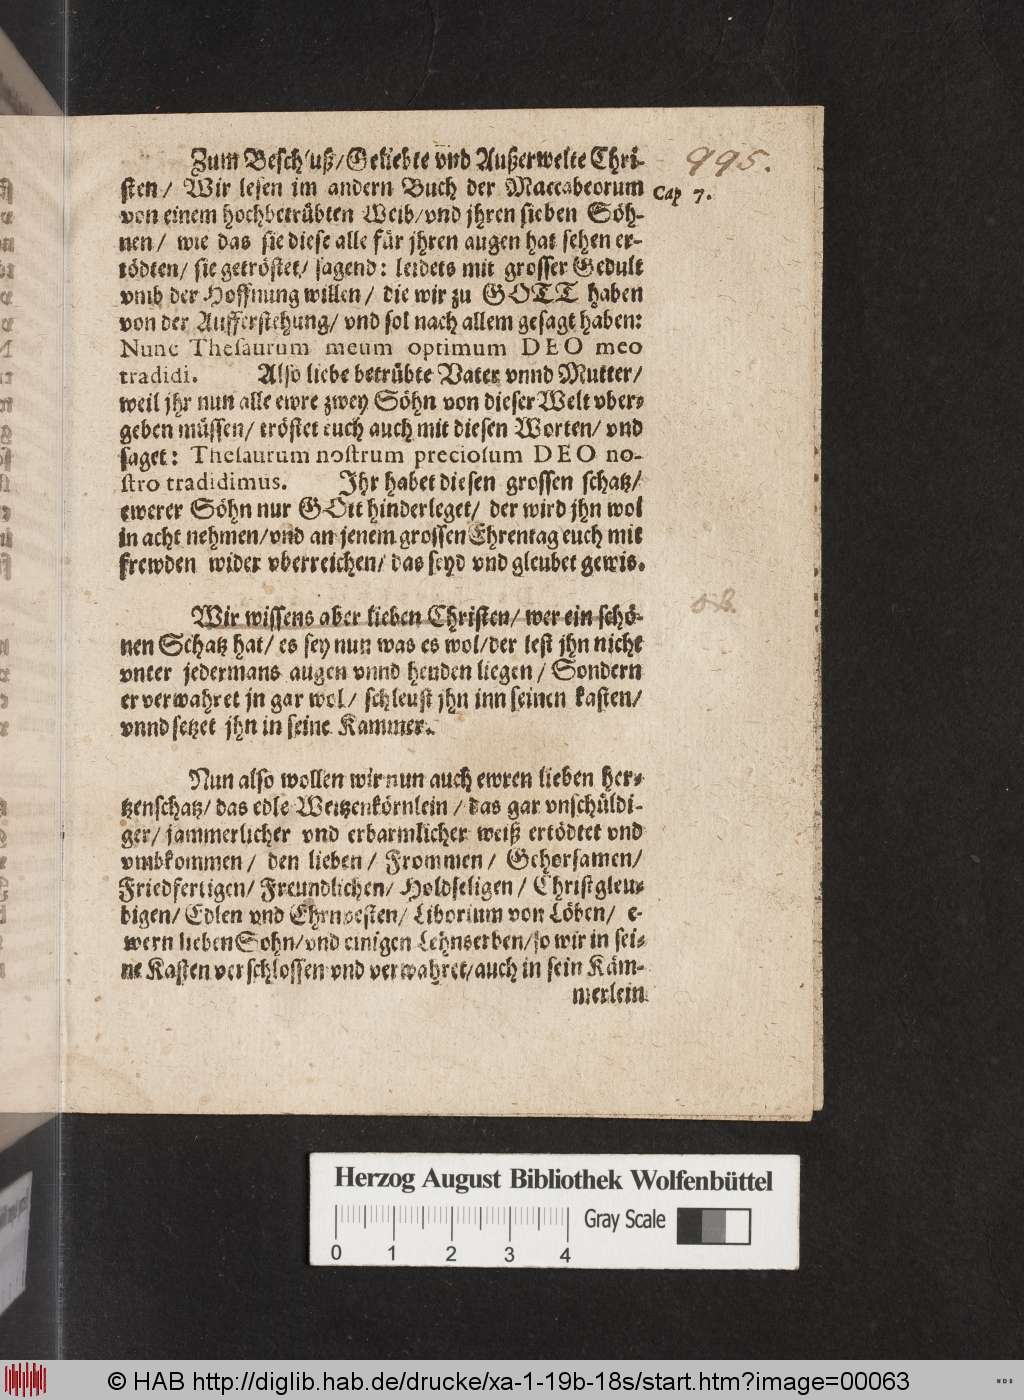 Zum Beschluß/Geliebte vnd Außerwelte Chri-
995.
sten/ Wir lesen im andern Buch der Maccabeorum
Cap 7.
von einem hochbetrübten Weib/vnd jhren sieben Söh-
nen/ wie das sie diese alle für jhren augen hat sehen er-
tödten/ sie getröstet/ sagend: leidets mit grosser Gedult
vmb der Hoffnung willen/ die wir zu GOTT haben
von der Aufferstehung/ vnd sol nach allem gesagt haben:
Nunc Thesaurum meum optimum DEO meo
tradidi. Also liebe betrübte Vater vnnd Mutter/
weil jhr nun alle ewre zwey Söhn von dieser Welt vber-
geben müssen/ tröstet euch auch mit diesen Worten/ vnd
saget: Thesaurum nostrum preciosum DEO no-
stro tradidimus. Ihr habet diesen grossen schatz/
ewerer Söhn nur GOtt hinderleget/ der wird jhn wol
in acht nehmen/vnd an jenem grossen Ehrentag euch mit
frewden wider vberreichen/ das seyd vnd gleubet gewis.
Wir wissens aber lieben Christen/ wer ein schö-
nen Schatz hat/ es sey nun was es wol/der lest jhn nicht
vnter jedermans augen vnnd henden liegen/ Sondern
er verwahret jn gar wol/ schleust jhn inn seinen kasten/
vnnd setzet jhn in seine Kammer.
Nun also wollen wir nun auch ewren lieben her-
tzenschatz/ das edle Weitzenkörnlein/ das gar vnschüldi-
ger/ jammerlicher vnd erbarmlicher weiß ertödtet vnd
vmbkommen/ den lieben/ Frommen/ Gehorsamen/
Friedfertigen/ Freundlichen/ Holdseligen/ Christgleu-
bigen/ Edlen vnd Ehrnvesten/ Liborium von Löben/ e-
wern lieben Sohn/vnd einigen Lehnserben/so wir in sei-
ne Kasten verschlossen vnd verwahret/auch in sein Käm-
merlein
Herzog August Bibliothek Wolfenbüttel
0 1 2 3 4
Gray Scale
© HAB http://diglib.hab.de/drucke/xa-1-19b-18s/start.htm?image=00063